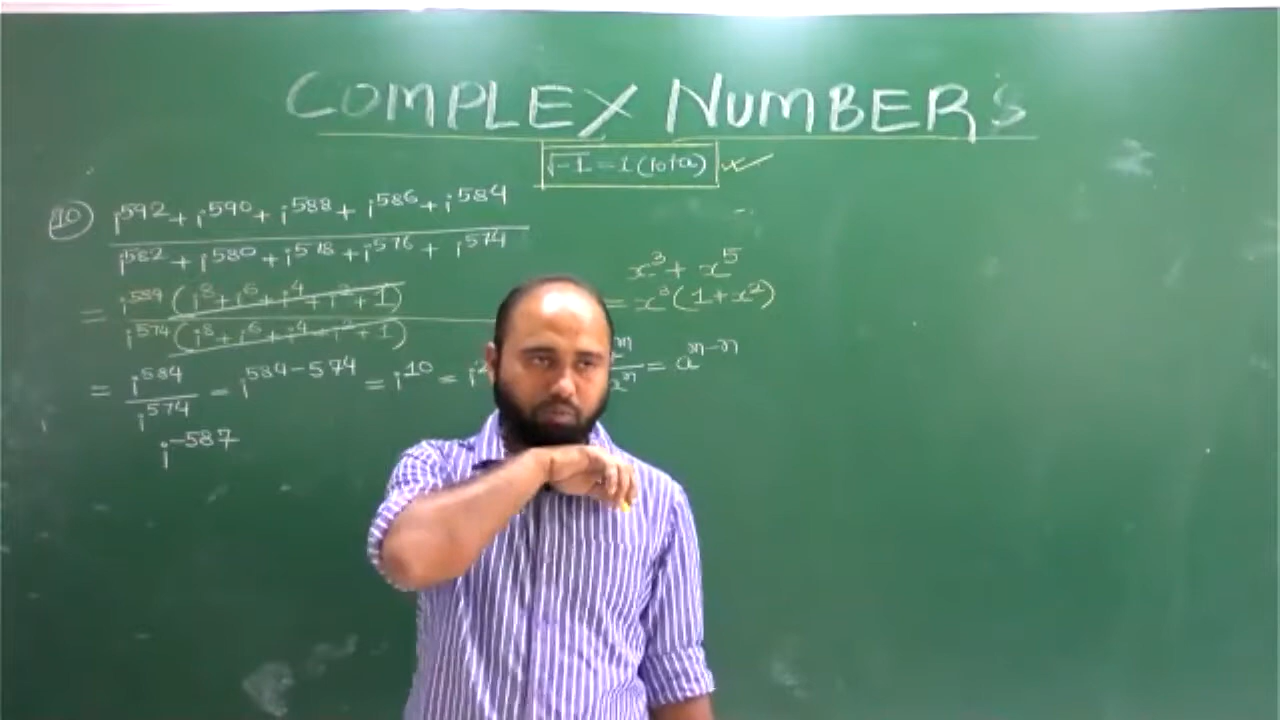 COMPLEX NUMBERS
√-1 = i (iota) ✓
10) i^592 + i^590 + i^588 + i^586 + i^584
i^582 + i^580 + i^578 + i^576 + i^574
= i^584 (i^8 + i^6 + i^4 + i^2 + 1)
i^574 (i^8 + i^6 + i^4 + i^2 + 1)
= i^584 / i^574 = i^584-574 = i^10 = i
i^-587
x^3 + x^5
= x^3 (1 + x^2)
= a^m-n